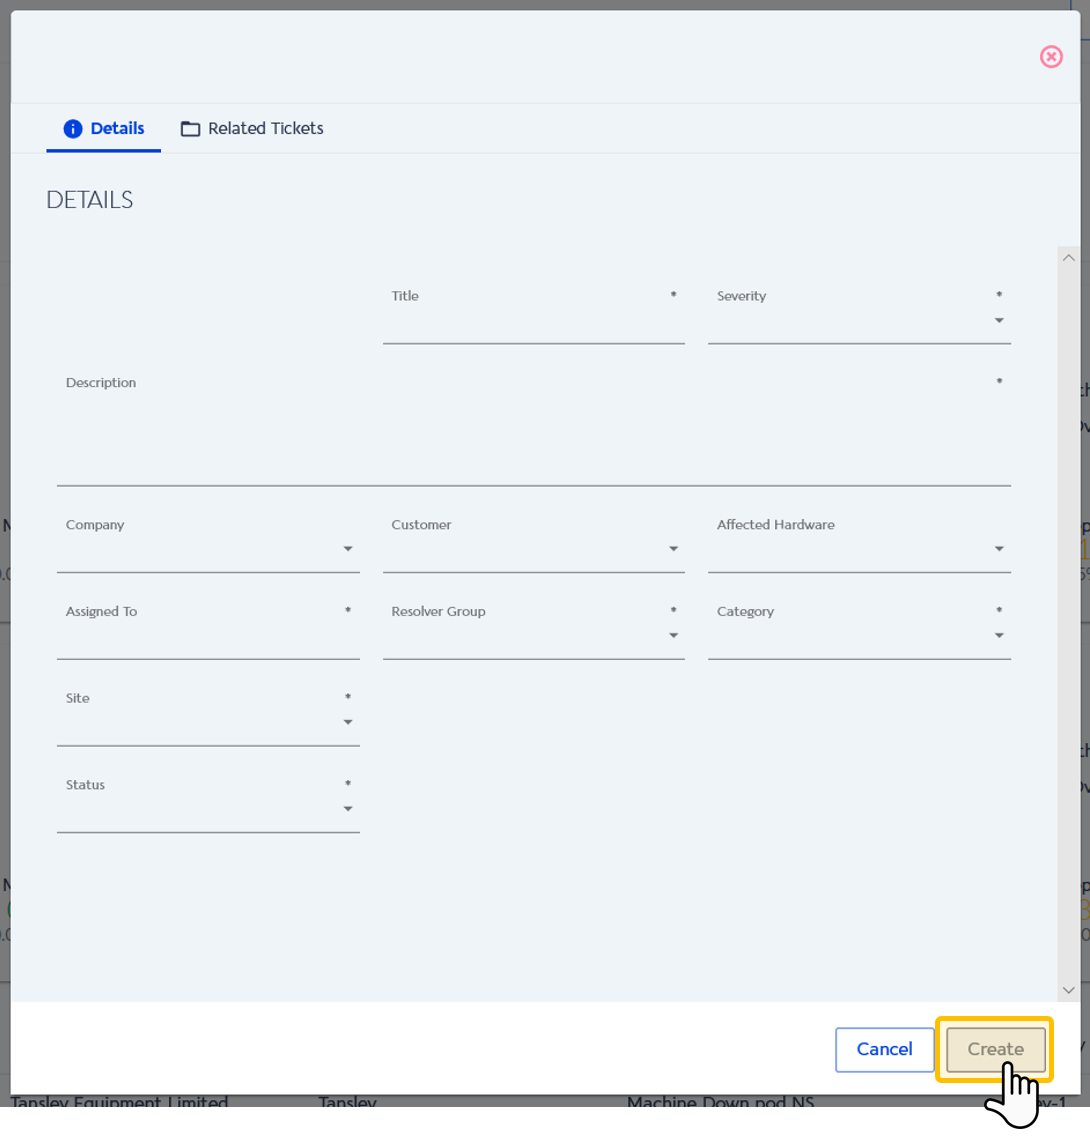 Details Related Tickets
DETAILS
Title * Severity *
Description *
Company Customer Affected Hardware
Assigned To * Resolver Group * Category *
Site *
Status *
Cancel Create
Tansley Equipment Limited Tansley Machine Down pod NS